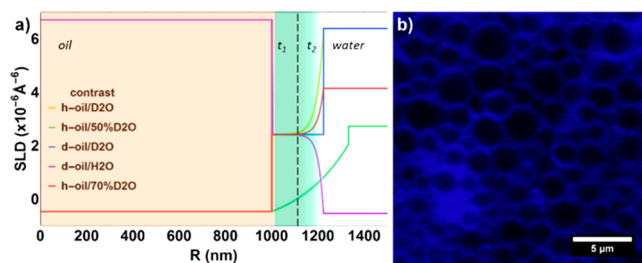 a)
6
4
2
0
SLD (x10⁻⁶A⁻⁶)
oil
t₁
t₂
water
contrast
h-oil/D2O
h-oil/50%D2O
d-oil/D2O
d-oil/H2O
h-oil/70%D2O
0
200
400
600
800
1000
1200
1400
R (nm)
b)
5 μm